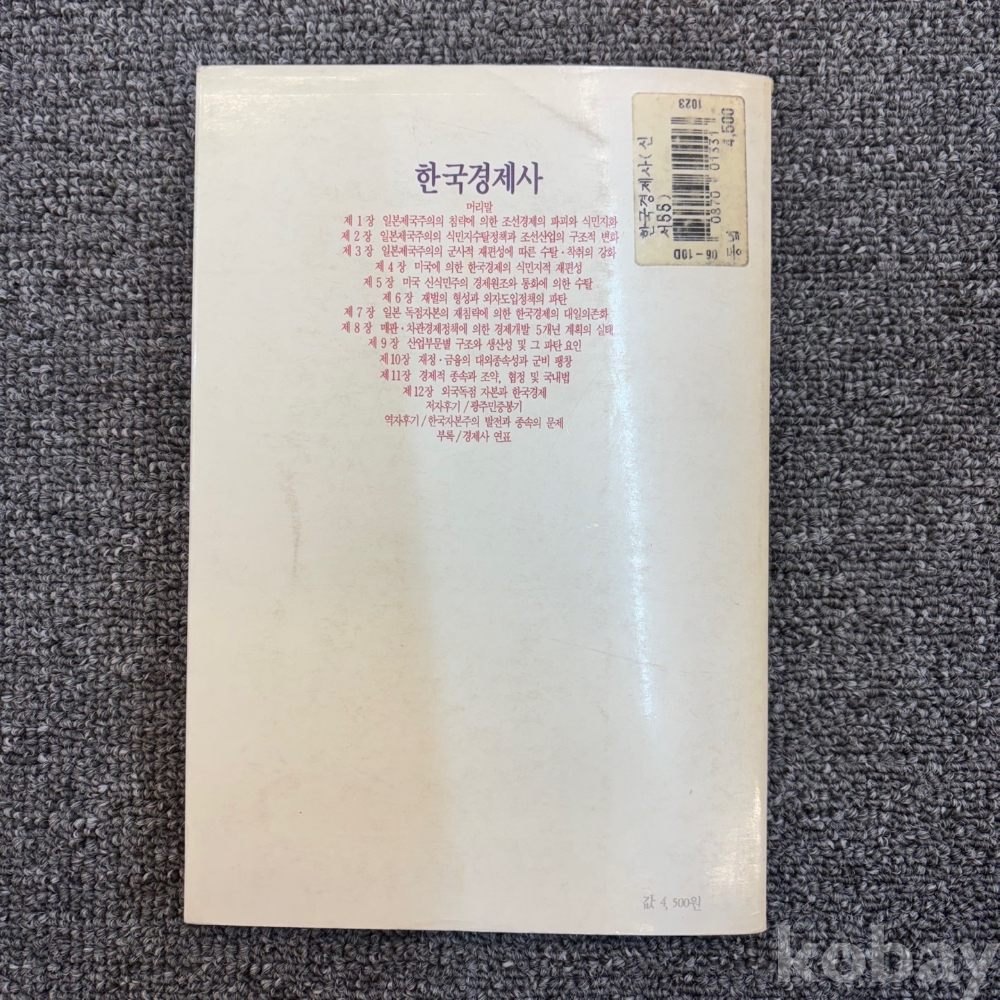 한국경제사
머리말
제 1 장 일본제국주의의 침략에 의한 조선경제의 파괴와 식민지화
제 2 장 일본제국주의의 식민지수탈정책과 조선산업의 구조적 변화
제 3 장 일본제국주의의 군사적 재편성에 따른 수탈·착취의 강화
제 4 장 미국에 의한 한국경제의 식민지적 재편성
제 5 장 미국 신식민주의 경제원조와 통화에 의한 수탈
제 6 장 재벌의 형성과 외자도입정책의 파탄
제 7 장 일본 독점자본의 재침략에 의한 한국경제의 대일의존화
제 8 장 매판·차관경제정책에 의한 경제개발 5개년 계획의 실태
제 9 장 산업부문별 구조와 생산성 및 그 파탄 요인
제10장 재정·금융의 대외종속성과 군비 팽창
제11장 경제적 종속과 조약, 협정 및 국내법
제12장 외국독점 자본과 한국경제
저자후기/광주민중봉기
역자후기/한국자본주의 발전과 종속의 문제
부록/경제사 연표
한국경제사(신
서55)
0870 01331
4,500
1023
06-10D
동녘
값 4,500원
kobay